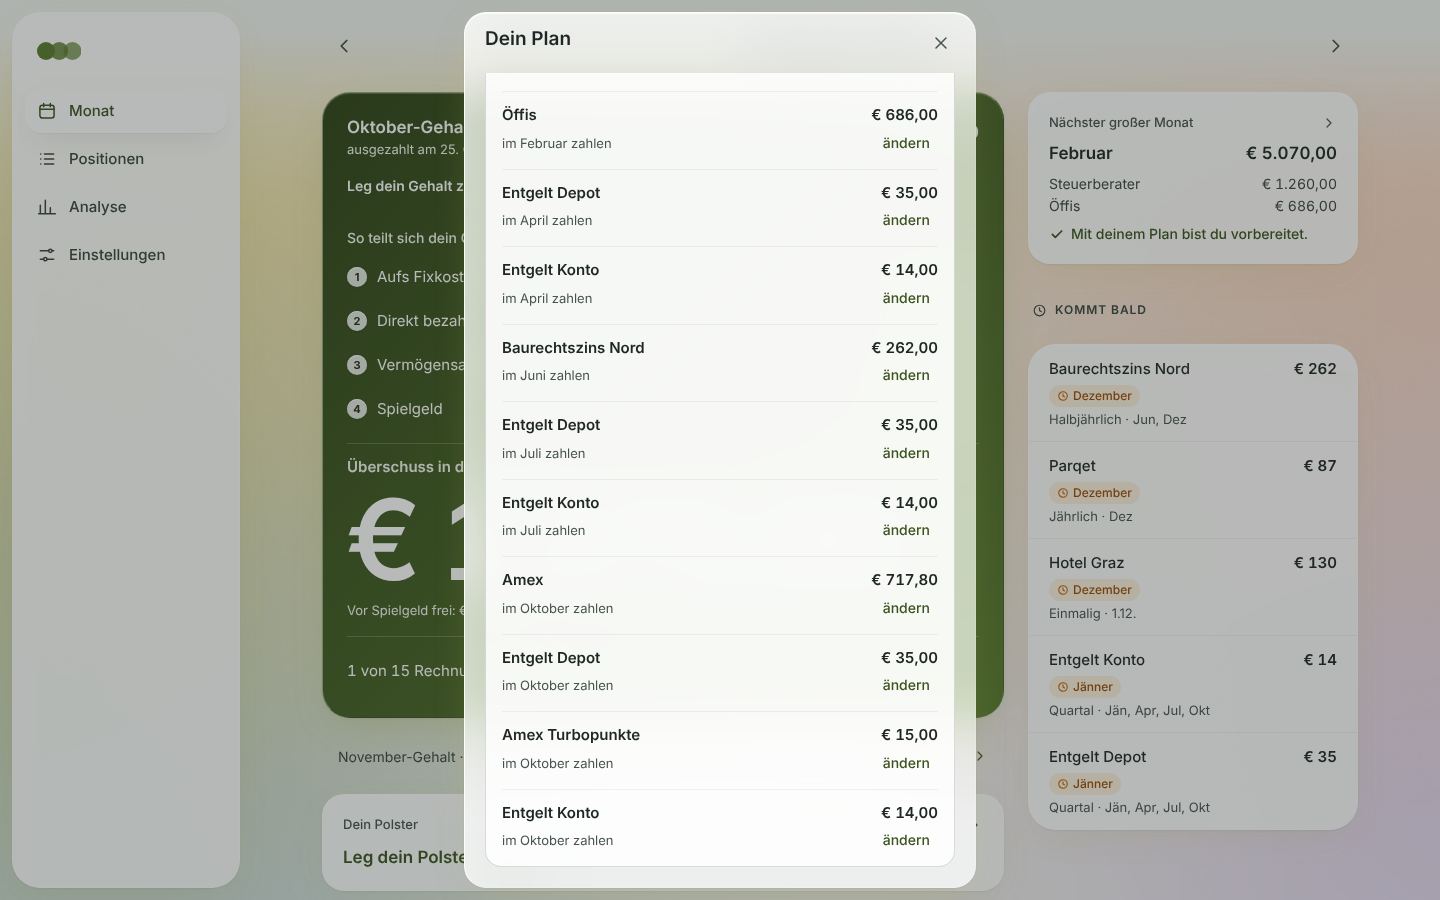 Monat
Positionen
Analyse
Einstellungen
Oktober-Geha
ausgezahlt am 25.
Leg dein Gehalt z
So teilt sich dein
1 Aufs Fixkost
2 Direkt bezah
3 Vermögensa
4 Spielgeld
Überschuss in d
€ 1
Vor Spielgeld frei: €
1 von 15 Rechnu
November-Gehalt ·
Dein Polster
Leg dein Polste
Dein Plan
Öffis € 686,00
im Februar zahlen ändern
Entgelt Depot € 35,00
im April zahlen ändern
Entgelt Konto € 14,00
im April zahlen ändern
Baurechtszins Nord € 262,00
im Juni zahlen ändern
Entgelt Depot € 35,00
im Juli zahlen ändern
Entgelt Konto € 14,00
im Juli zahlen ändern
Amex € 717,80
im Oktober zahlen ändern
Entgelt Depot € 35,00
im Oktober zahlen ändern
Amex Turbopunkte € 15,00
im Oktober zahlen ändern
Entgelt Konto € 14,00
im Oktober zahlen ändern
Nächster großer Monat
Februar € 5.070,00
Steuerberater € 1.260,00
Öffis € 686,00
Mit deinem Plan bist du vorbereitet.
KOMMT BALD
Baurechtszins Nord € 262
Dezember
Halbjährlich · Jun, Dez
Parqet € 87
Dezember
Jährlich · Dez
Hotel Graz € 130
Dezember
Einmalig · 1.12.
Entgelt Konto € 14
Jänner
Quartal · Jän, Apr, Jul, Okt
Entgelt Depot € 35
Jänner
Quartal · Jän, Apr, Jul, Okt